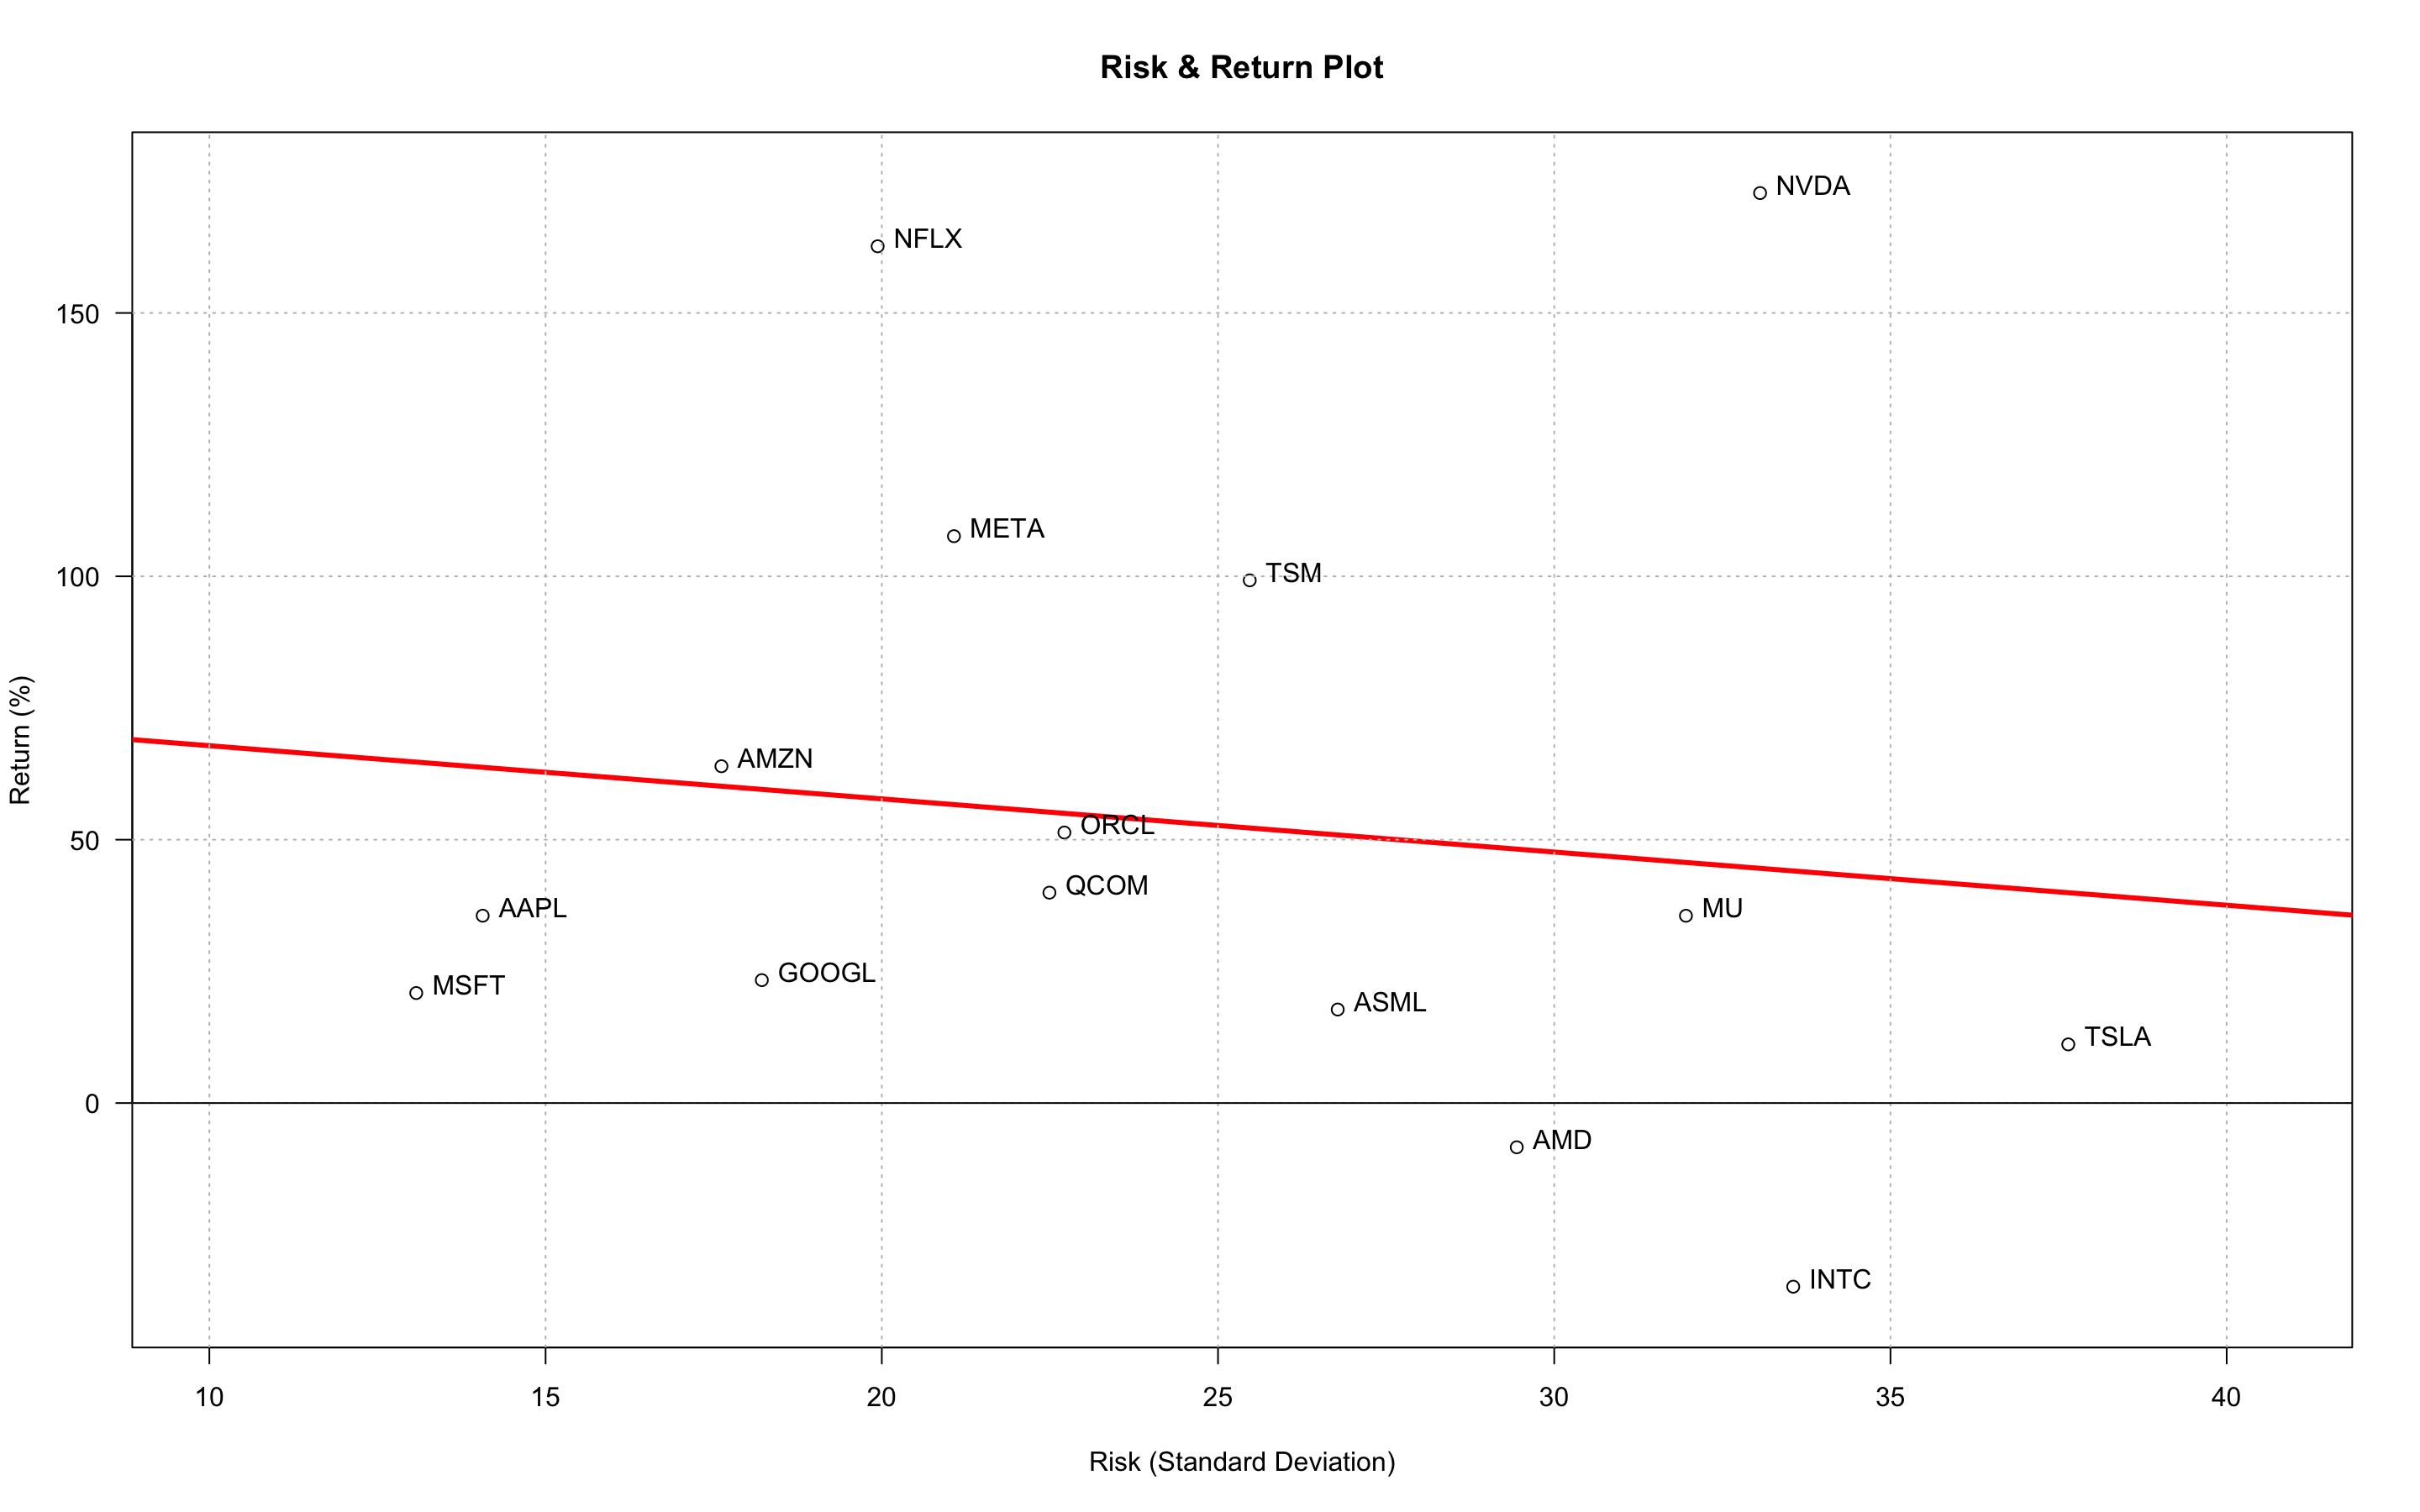 Risk & Return Plot
NVDA
NFLX
150
META
TSM
100
Return (%)
AMZN
ORCL
50
QCOM
AAPL
MU
GOOGL
MSFT
ASML
TSLA
0
AMD
INTC
10 15 20 25 30 35 40
Risk (Standard Deviation)